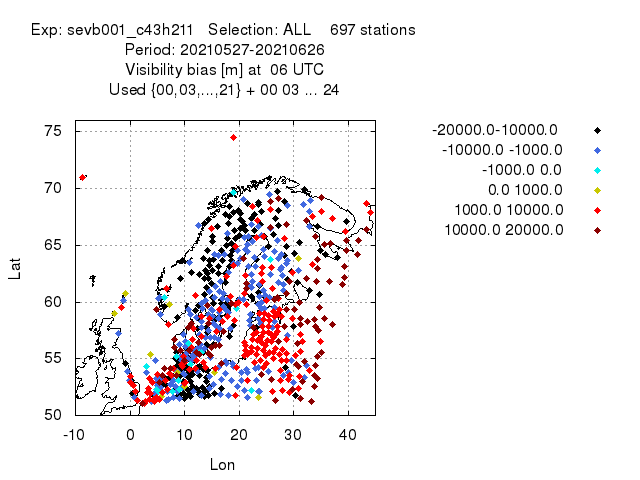 Exp: sevb001_c43h211 Selection: ALL 697 stations
Period: 20210527-20210626
Visibility bias [m] at 06 UTC
Used {00,03,...,21} + 00 03 ... 24
-20000.0-10000.0
-10000.0 -1000.0
-1000.0 0.0
0.0 1000.0
1000.0 10000.0
10000.0 20000.0
Lat
75
70
65
60
55
50
-10 0 10 20 30 40
Lon